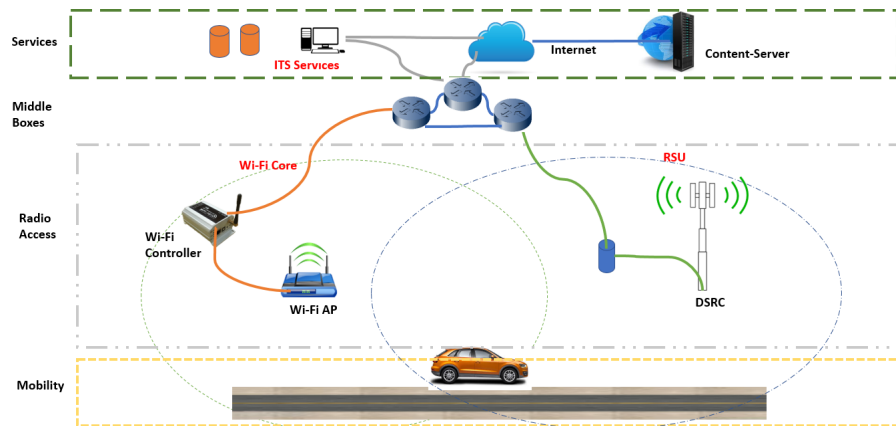 Services
ITS Services
Internet
Content-Server
Middle
Boxes
Wi-Fi Core
RSU
Radio
Access
Wi-Fi
Controller
Wi-Fi AP
DSRC
Mobility